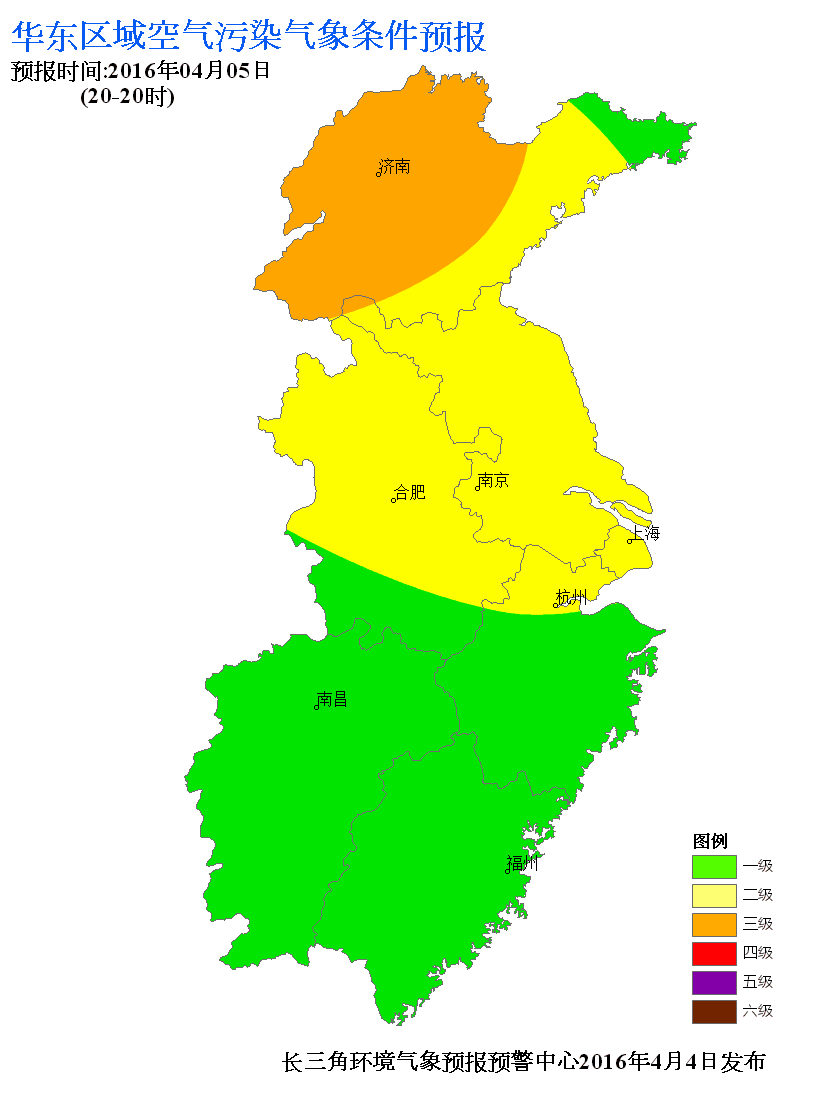 华东区域空气污染气象条件预报
预报时间:2016年04月05日
(20-20时)
济南
合肥
南京
上海
杭州
南昌
福州
图例
一级
二级
三级
四级
五级
六级
长三角环境气象预报预警中心2016年4月4日发布